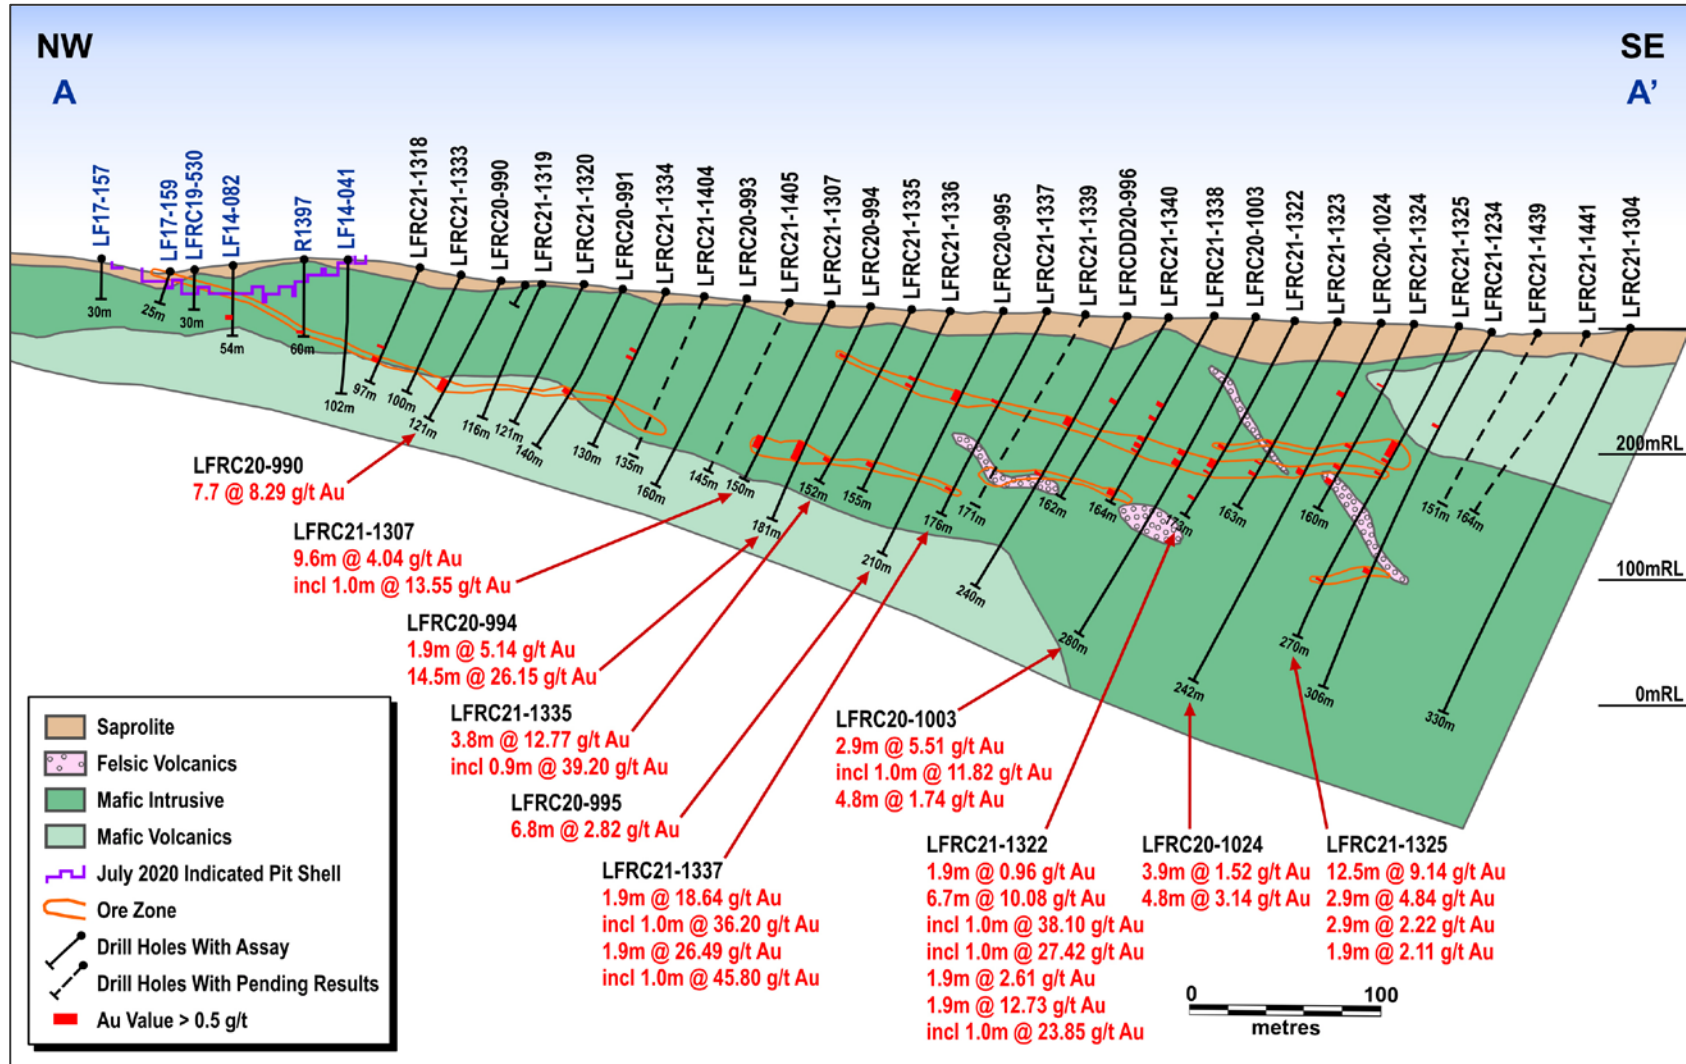 NW
A
SE
A'
LF17-157
LF17-159
LFRC19-530
LF14-082
R1397
LF14-041
LFRC21-1318
LFRC21-1333
LFRC20-990
LFRC21-1319
LFRC21-1320
LFRC20-991
LFRC21-1334
LFRC21-1404
LFRC20-993
LFRC21-1405
LFRC21-1307
LFRC20-994
LFRC21-1335
LFRC21-1336
LFRC20-995
LFRC21-1337
LFRC21-1339
LFRCDD20-996
LFRC21-1340
LFRC21-1338
LFRC20-1003
LFRC21-1322
LFRC21-1323
LFRC20-1024
LFRC21-1324
LFRC21-1325
LFRC21-1234
LFRC21-1439
LFRC21-1441
LFRC21-1304
30m
25m
30m
54m
60m
102m
97m
100m
121m
116m
121m
140m
130m
135m
160m
145m
150m
181m
152m
155m
210m
176m
171m
240m
162m
164m
280m
173m
242m
163m
160m
270m
306m
151m
164m
330m
200mRL
100mRL
0mRL
LFRC20-990
7.7 @ 8.29 g/t Au
LFRC21-1307
9.6m @ 4.04 g/t Au
incl 1.0m @ 13.55 g/t Au
LFRC20-994
1.9m @ 5.14 g/t Au
14.5m @ 26.15 g/t Au
LFRC21-1335
3.8m @ 12.77 g/t Au
incl 0.9m @ 39.20 g/t Au
LFRC20-995
6.8m @ 2.82 g/t Au
LFRC21-1337
1.9m @ 18.64 g/t Au
incl 1.0m @ 36.20 g/t Au
1.9m @ 26.49 g/t Au
incl 1.0m @ 45.80 g/t Au
LFRC20-1003
2.9m @ 5.51 g/t Au
incl 1.0m @ 11.82 g/t Au
4.8m @ 1.74 g/t Au
LFRC21-1322
1.9m @ 0.96 g/t Au
6.7m @ 10.08 g/t Au
incl 1.0m @ 38.10 g/t Au
incl 1.0m @ 27.42 g/t Au
1.9m @ 2.61 g/t Au
1.9m @ 12.73 g/t Au
incl 1.0m @ 23.85 g/t Au
LFRC20-1024
3.9m @ 1.52 g/t Au
4.8m @ 3.14 g/t Au
LFRC21-1325
12.5m @ 9.14 g/t Au
2.9m @ 4.84 g/t Au
2.9m @ 2.22 g/t Au
1.9m @ 2.11 g/t Au
Saprolite
Felsic Volcanics
Mafic Intrusive
Mafic Volcanics
July 2020 Indicated Pit Shell
Ore Zone
Drill Holes With Assay
Drill Holes With Pending Results
Au Value > 0.5 g/t
0 100
metres